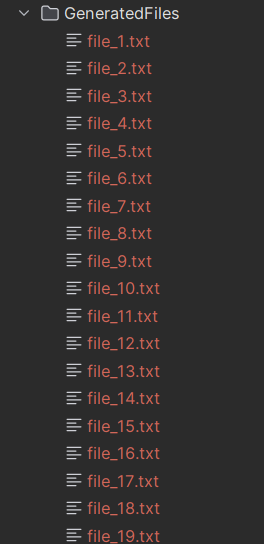 GeneratedFiles
file_1.txt
file_2.txt
file_3.txt
file_4.txt
file_5.txt
file_6.txt
file_7.txt
file_8.txt
file_9.txt
file_10.txt
file_11.txt
file_12.txt
file_13.txt
file_14.txt
file_15.txt
file_16.txt
file_17.txt
file_18.txt
file_19.txt